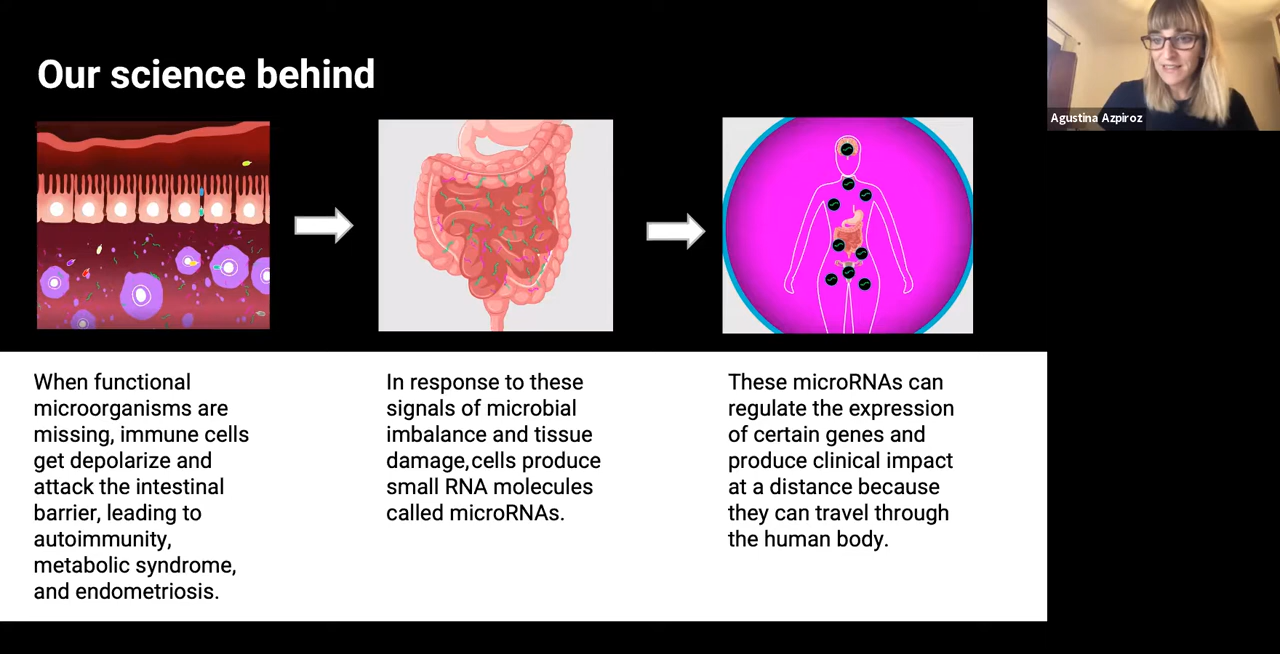 Our science behind
Agustina Azpiroz
When functional
microorganisms are
missing, immune cells
get depolarize and
attack the intestinal
barrier, leading to
autoimmunity,
metabolic syndrome,
and endometriosis.
In response to these
signals of microbial
imbalance and tissue
damage,cells produce
small RNA molecules
called microRNAs.
These microRNAs can
regulate the expression
of certain genes and
produce clinical impact
at a distance because
they can travel through
the human body.